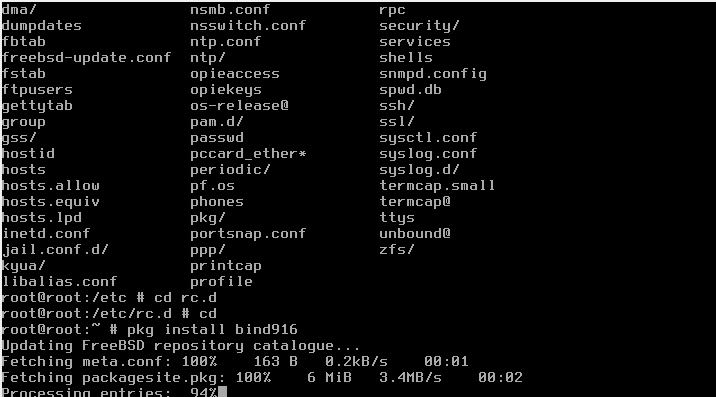 dma/ nsmb.conf rpc
dumpdates nsswitch.conf security/
fbtab ntp.conf services
freebsd-update.conf ntp/ shells
fstab opieaccess snmpd.config
ftpusers opiekeys spwd.db
gettytab os-release@ ssh/
group pam.d/ ssl/
gss/ passwd sysctl.conf
hostid pccard_ether* syslog.conf
hosts periodic/ syslog.d/
hosts.allow pf.os termcap.small
hosts.equiv phones termcap@
hosts.lpd pkg/ ttys
inetd.conf portsnap.conf unbound@
jail.conf.d/ ppp/ zfs/
kyua/ printcap
libalias.conf profile
root@root:/etc # cd rc.d
root@root:/etc/rc.d # cd
root@root:~ # pkg install bind916
Updating FreeBSD repository catalogue...
Fetching meta.conf: 100% 163 B 0.2kB/s 00:01
Fetching packagesite.pkg: 100% 6 MiB 3.4MB/s 00:02
Processing entries: 94%